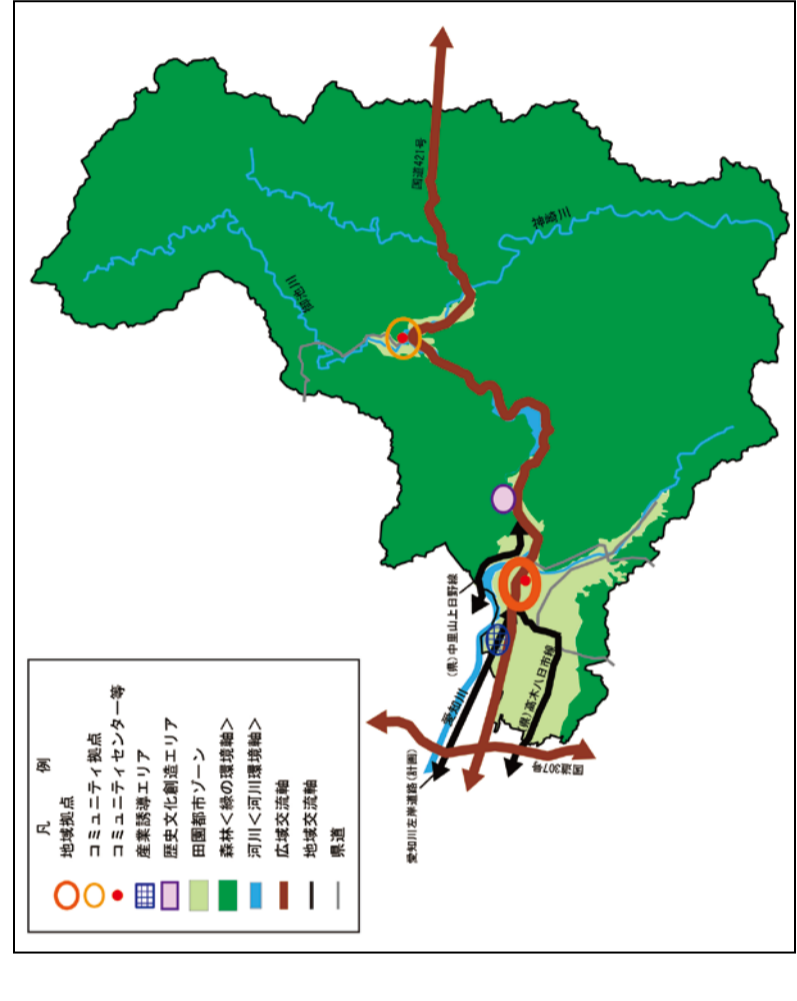 凡　例
地域拠点
コミュニティ拠点
コミュニティセンター等
産業誘導エリア
歴史文化創造エリア
田園都市ゾーン
森林＜緑の環境軸＞
河川＜河川環境軸＞
広域交流軸
地域交流軸
県道
国道421号
神崎川
御池川
(県)中里山上日野線
愛知川
(県)高木八日市線
愛知川左岸道路(計画)
国道307号